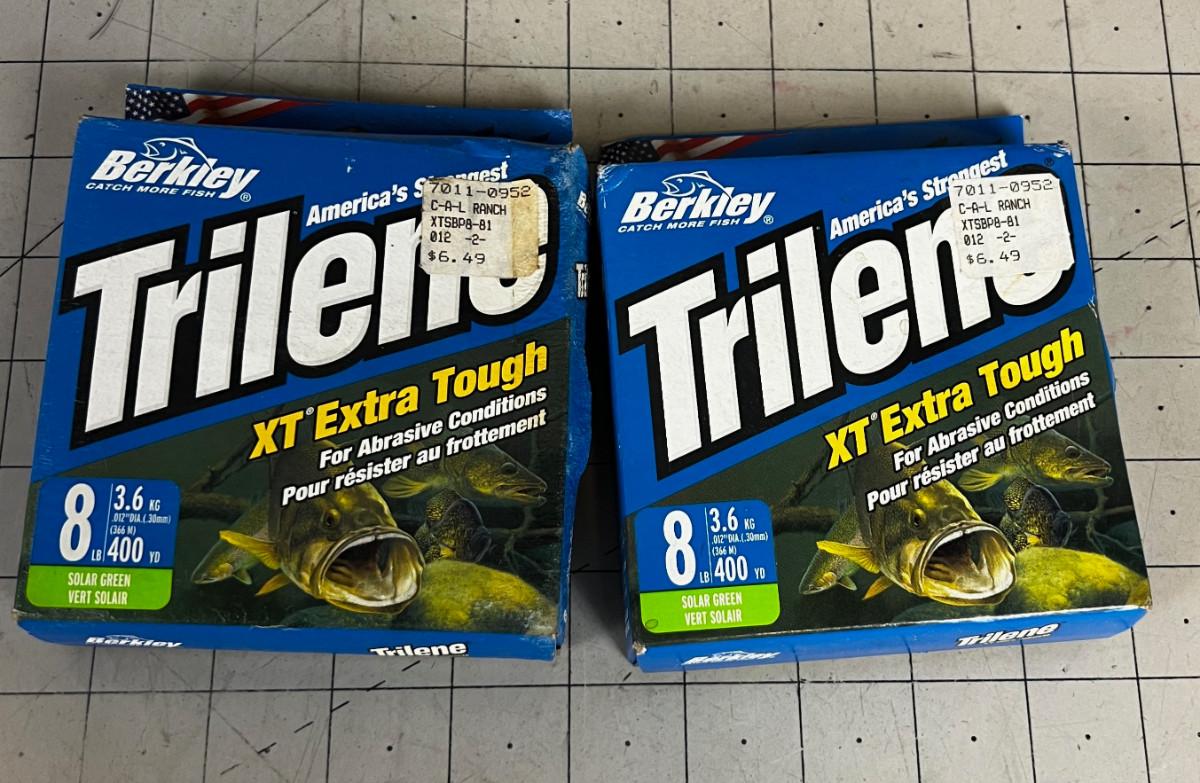 Berkley®
CATCH MORE FISH™
America's Strongest
Trilene
7011-0952
C-A-L RANCH
XTSBP8-81
012 -2-
$6.49
XT® Extra Tough
For Abrasive Conditions
Pour résister au frottement
8 LB
3.6 KG
.012" DIA.(.30mm)
(366 M)
400 YD
SOLAR GREEN
VERT SOLAIR
Berkley
Trilene
Berkley®
CATCH MORE FISH™
America's Strongest
Trilene
7011-0952
C-A-L RANCH
XTSBP8-81
012 -2-
$6.49
XT® Extra Tough
For Abrasive Conditions
Pour résister au frottement
8 LB
3.6 KG
.012" DIA.(.30mm)
(366 M)
400 YD
SOLAR GREEN
VERT SOLAIR
Berkley
Trilene